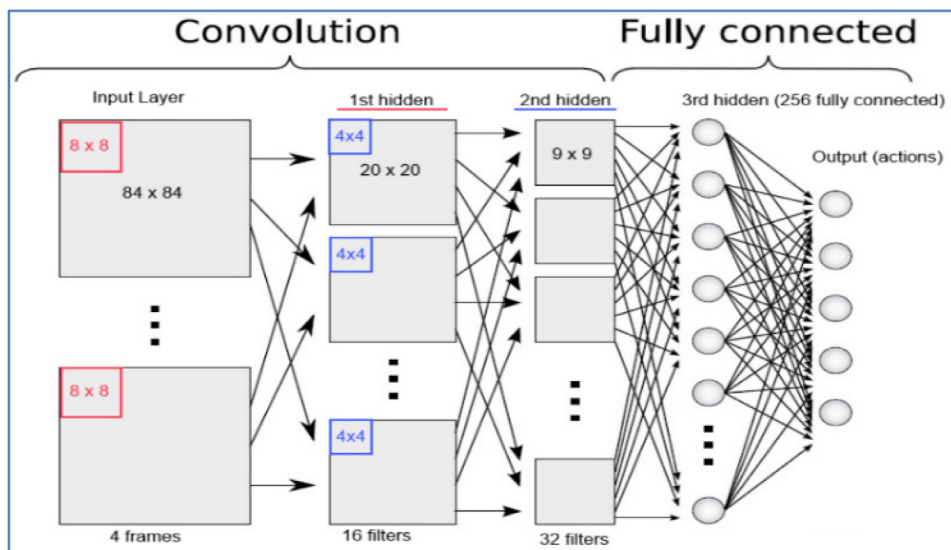 Convolution
Fully connected
Input Layer
1st hidden
2nd hidden
3rd hidden (256 fully connected)
Output (actions)
8 x 8
84 x 84
4x4
20 x 20
9 x 9
4x4
8 x 8
4x4
4 frames
16 filters
32 filters